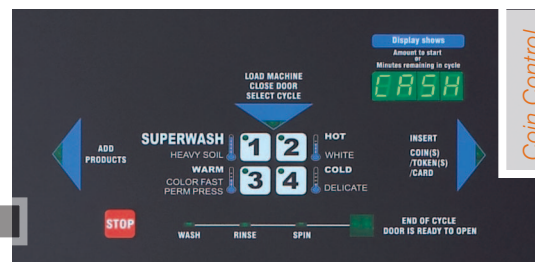 Display shows
Amount to start
or
Minutes remaining in cycle
CASH
Coin Control
LOAD MACHINE
CLOSE DOOR
SELECT CYCLE
ADD
PRODUCTS
SUPERWASH
HEAVY SOIL
1
2
HOT
WHITE
WARM
COLOR FAST
PERM PRESS
3
4
COLD
DELICATE
INSERT
COIN(S)
/TOKEN(S)
/CARD
STOP
WASH
RINSE
SPIN
END OF CYCLE
DOOR IS READY TO OPEN